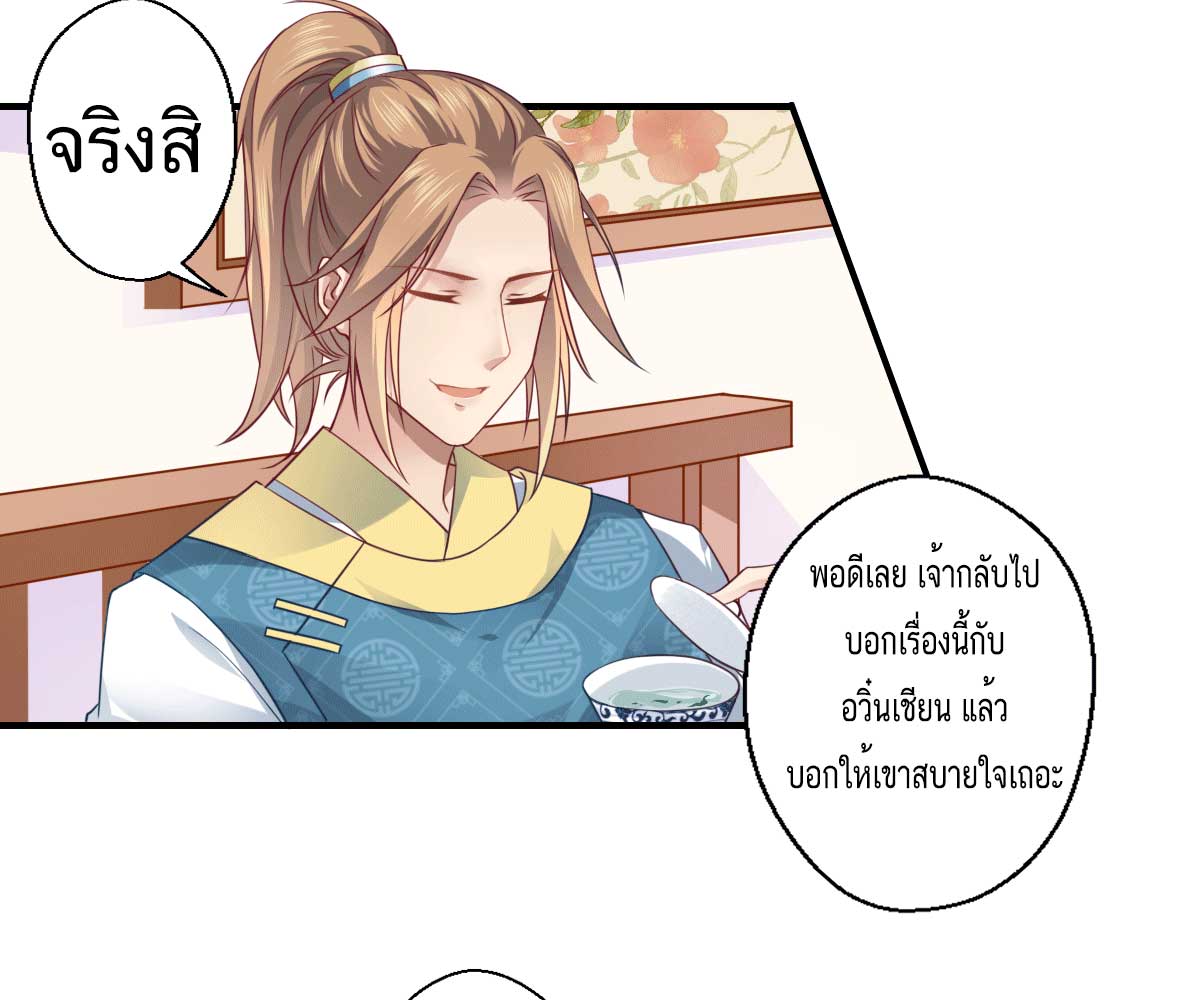 จริงสิ
พอดีเลย เจ้ากลับไป
บอกเรื่องนี้กับ
อวิ๋นเชียน แล้ว
บอกให้เขาสบายใจเถอะ